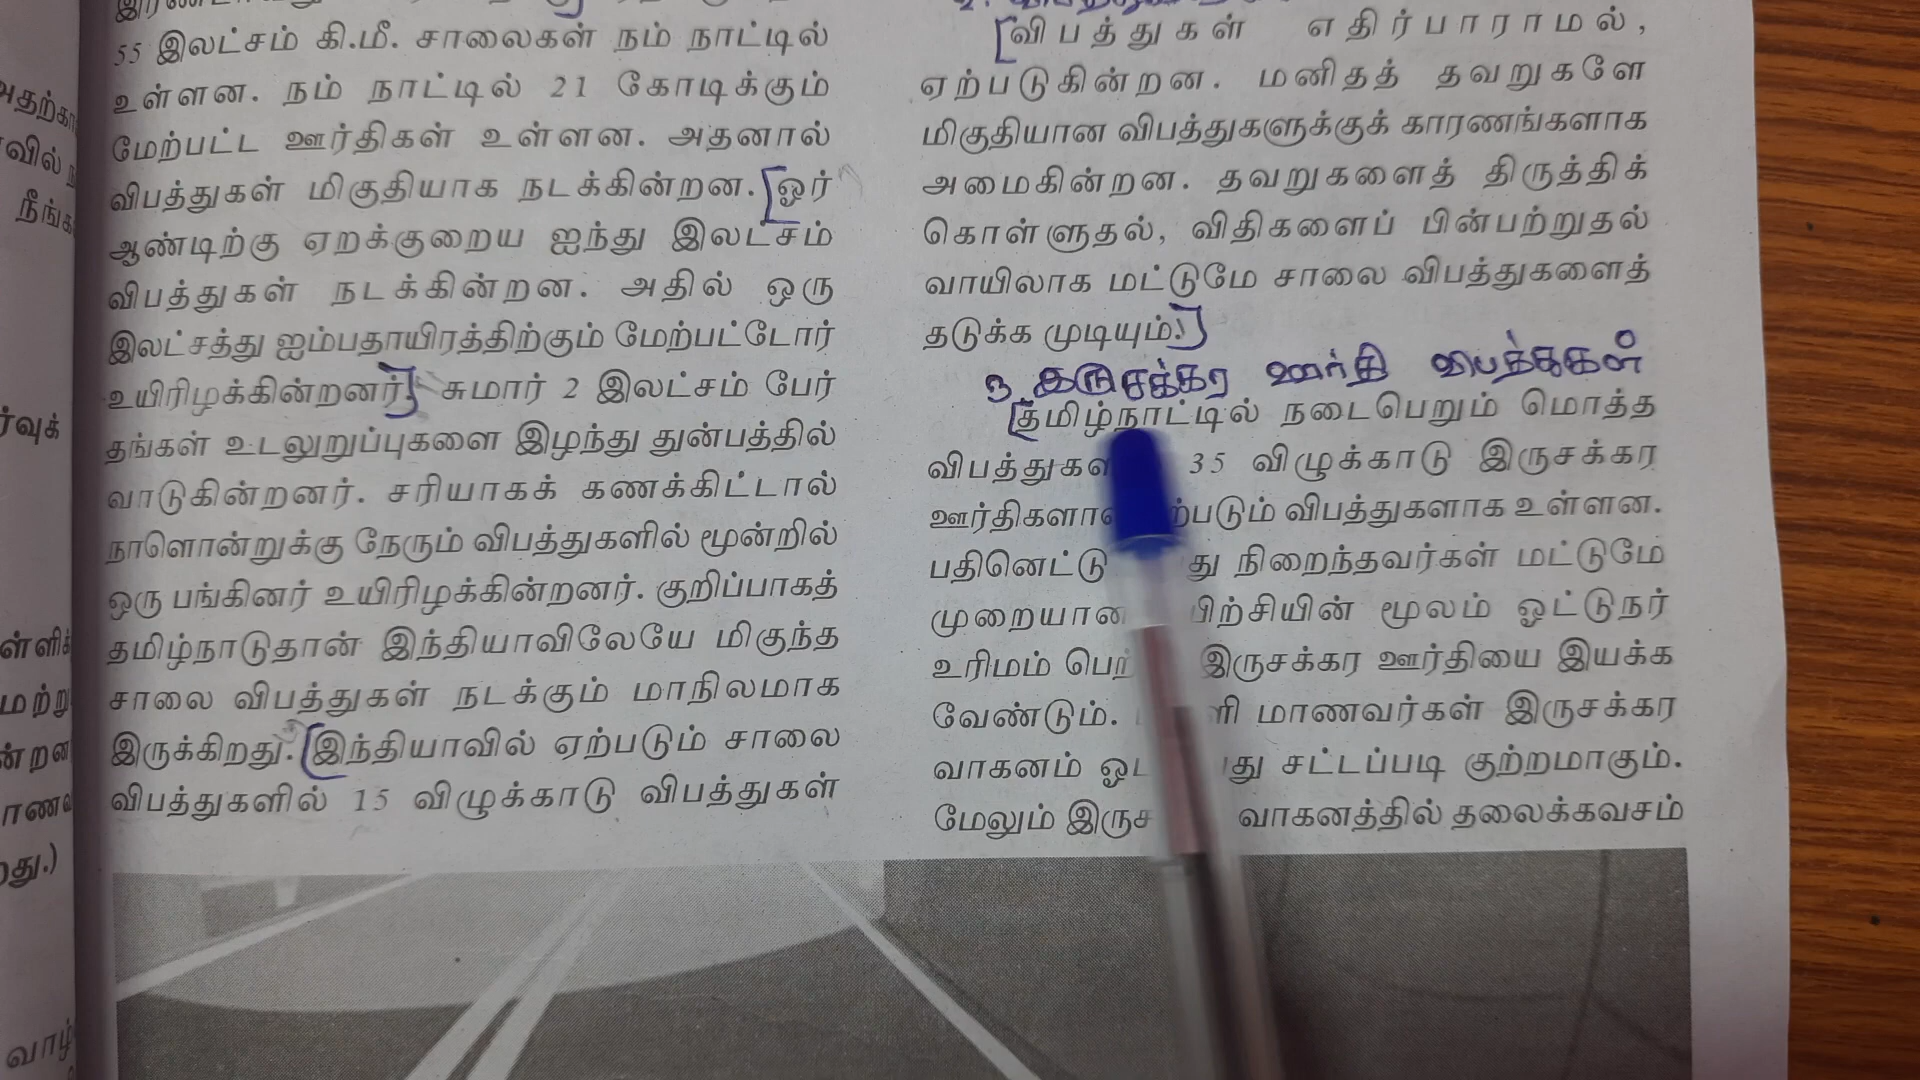 55 இலட்சம் கி.மீ. சாலைகள் நம் நாட்டில்
உள்ளன. நம் நாட்டில் 21 கோடிக்கும்
மேற்பட்ட ஊர்திகள் உள்ளன. அதனால்
விபத்துகள் மிகுதியாக நடக்கின்றன. [ஓர்
ஆண்டிற்கு ஏறக்குறைய ஐந்து இலட்சம்
விபத்துகள் நடக்கின்றன. அதில் ஒரு
இலட்சத்து ஐம்பதாயிரத்திற்கும் மேற்பட்டோர்
உயிரிழக்கின்றனர்.] சுமார் 2 இலட்சம் பேர்
தங்கள் உடலுறுப்புகளை இழந்து துன்பத்தில்
வாடுகின்றனர். சரியாகக் கணக்கிட்டால்
நாளொன்றுக்கு நேரும் விபத்துகளில் மூன்றில்
ஒரு பங்கினர் உயிரிழக்கின்றனர். குறிப்பாகத்
தமிழ்நாடுதான் இந்தியாவிலேயே மிகுந்த
சாலை விபத்துகள் நடக்கும் மாநிலமாக
இருக்கிறது. [இந்தியாவில் ஏற்படும் சாலை
விபத்துகளில் 15 விழுக்காடு விபத்துகள்
[விபத்துகள் எதிர்பாராமல்,
ஏற்படுகின்றன. மனிதத் தவறுகளே
மிகுதியான விபத்துகளுக்குக் காரணங்களாக
அமைகின்றன. தவறுகளைத் திருத்திக்
கொள்ளுதல், விதிகளைப் பின்பற்றுதல்
வாயிலாக மட்டுமே சாலை விபத்துகளைத்
தடுக்க முடியும்.]
3 இருசக்கர ஊர்தி
[தமிழ்நாட்டில் நடைபெறும் மொத்த
35 விழுக்காடு இருசக்கர
விபத்துகளாக உள்ளன.
பதினெட்டு நிறைந்தவர்கள் மட்டுமே
மூலம் ஓட்டுநர்
உரிமம் இருசக்கர ஊர்தியை இயக்க
வேண்டும். மாணவர்கள் இருசக்கர
வாகனம் சட்டப்படி குற்றமாகும்.
மேலும் வாகனத்தில் தலைக்கவசம்